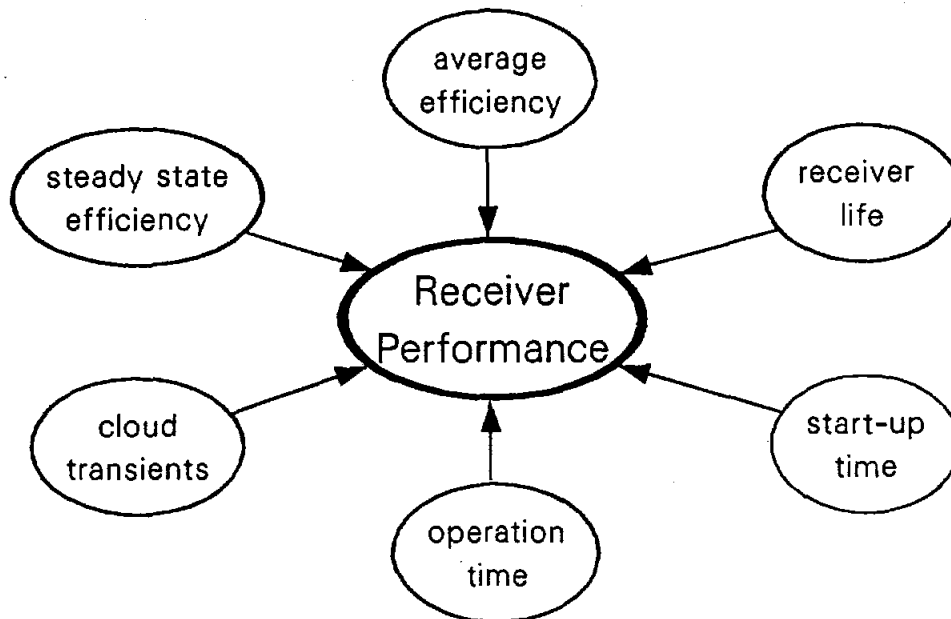 average
efficiency
steady state
efficiency
receiver
life
Receiver
Performance
cloud
transients
start-up
time
operation
time